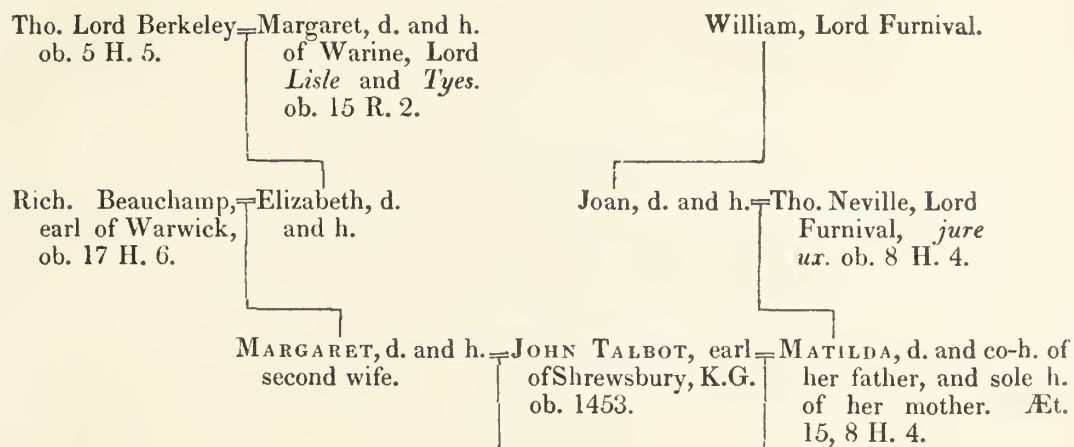 Tho. Lord Berkeley=Margaret, d. and h.
ob. 5 H. 5.
of Warine, Lord
Lisle and Tyes.
ob. 15 R. 2.
William, Lord Furnival.
Rich. Beauchamp,=Elizabeth, d.
earl of Warwick,
and h.
ob. 17 H. 6.
Joan, d. and h.=Tho. Neville, Lord
Furnival, jure
ux. ob. 8 H. 4.
MARGARET, d. and h.=JOHN TALBOT, earl=MATILDA, d. and co-h. of
second wife.
of Shrewsbury, K.G.
ob. 1453.
her father, and sole h.
of her mother. Æt.
15, 8 H. 4.